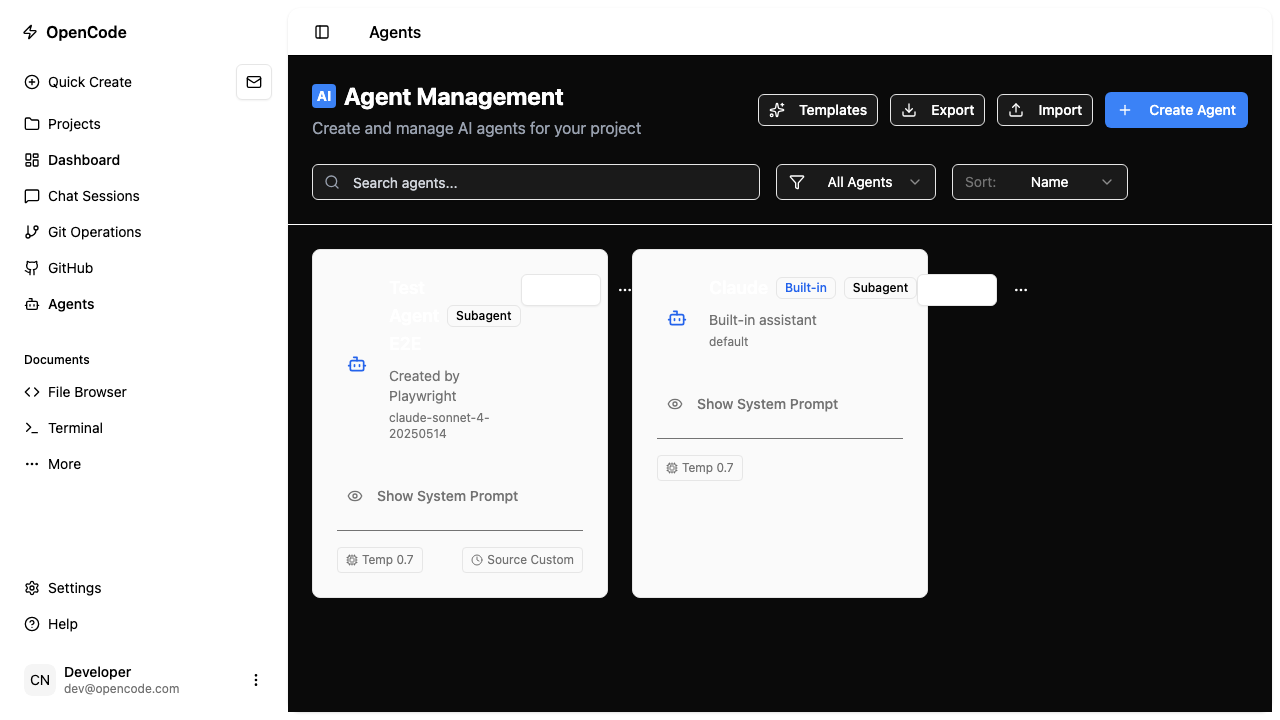 OpenCode
Quick Create
Projects
Dashboard
Chat Sessions
Git Operations
GitHub
Agents
Documents
File Browser
Terminal
More
Settings
Help
CN
Developer
dev@opencode.com
Agents
AI Agent Management
Create and manage AI agents for your project
Templates
Export
Import
Create Agent
Search agents...
All Agents
Sort:
Name
Test
Agent Subagent
E2E
Created by
Playwright
claude-sonnet-4-
20250514
Show System Prompt
Temp 0.7
Source Custom
Claude Built-in Subagent
Built-in assistant
default
Show System Prompt
Temp 0.7